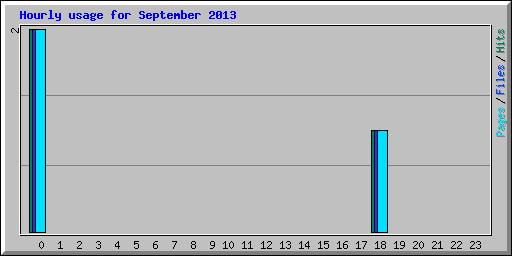 Hourly usage for September 2013
2
Pages/Files/Hits
0 1 2 3 4 5 6 7 8 9 10 11 12 13 14 15 16 17 18 19 20 21 22 23